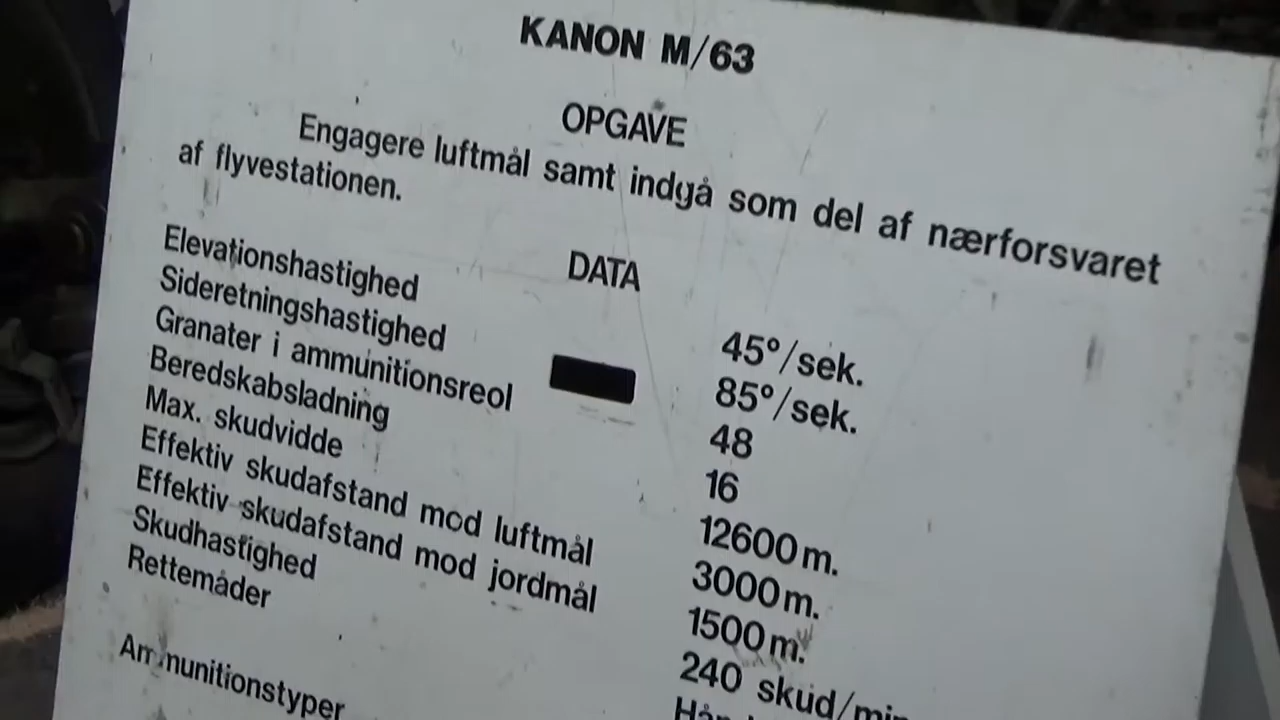 KANON M/63
OPGAVE
Engagere luftmål samt indgå som del af nærforsvaret
af flyvestationen.
DATA
Elevationshastighed 45°/sek.
Sideretningshastighed 85°/sek.
Granater i ammunitionsreol 48
Beredskabsladning 16
Max. skudvidde 12600 m.
Effektiv skudafstand mod luftmål 3000 m.
Effektiv skudafstand mod jordmål 1500 m.
Skudhastighed 240 skud/min
Rettemåder
Ammunitionstyper